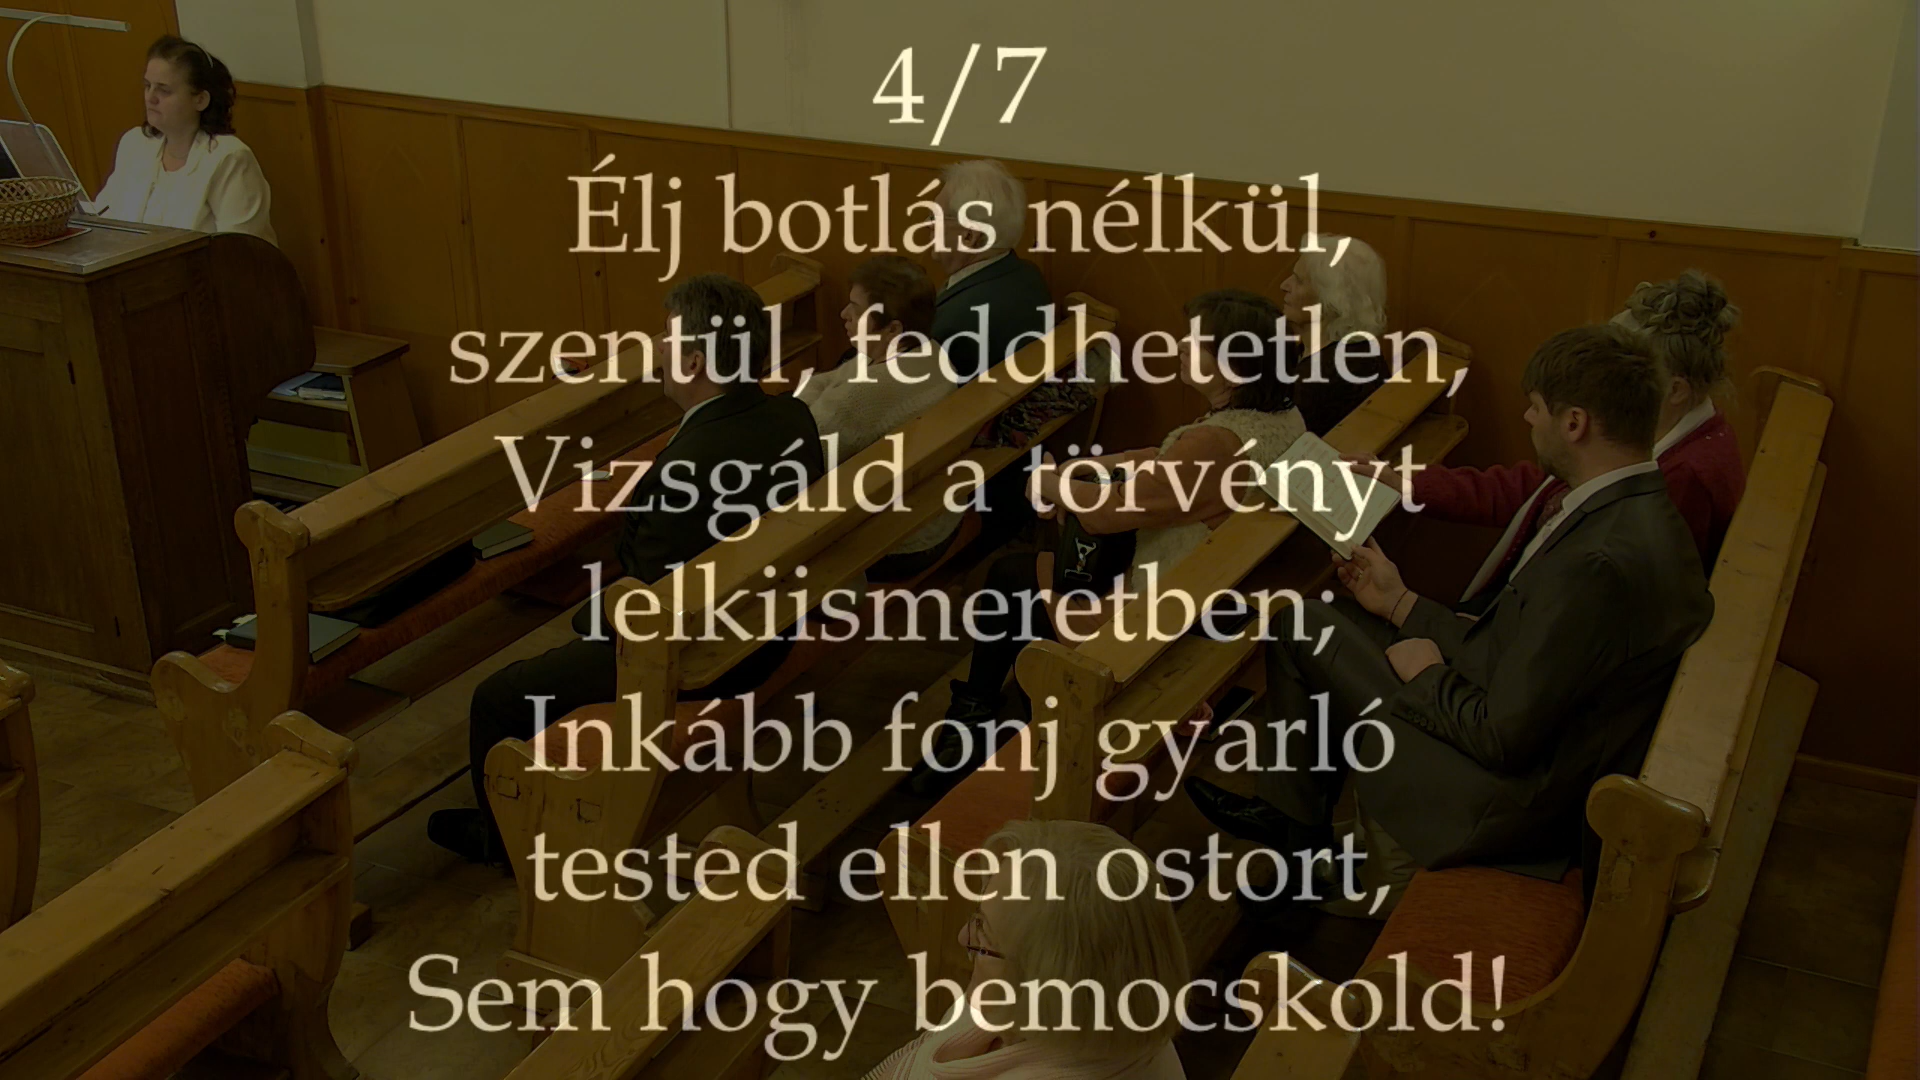 4/7
Élj botlás nélkül,
szentül, feddhetetlen,
Vizsgáld a törvényt
lelkiismeretben;
Inkább fonj gyarló
tested ellen ostort,
Sem hogy bemocskold!